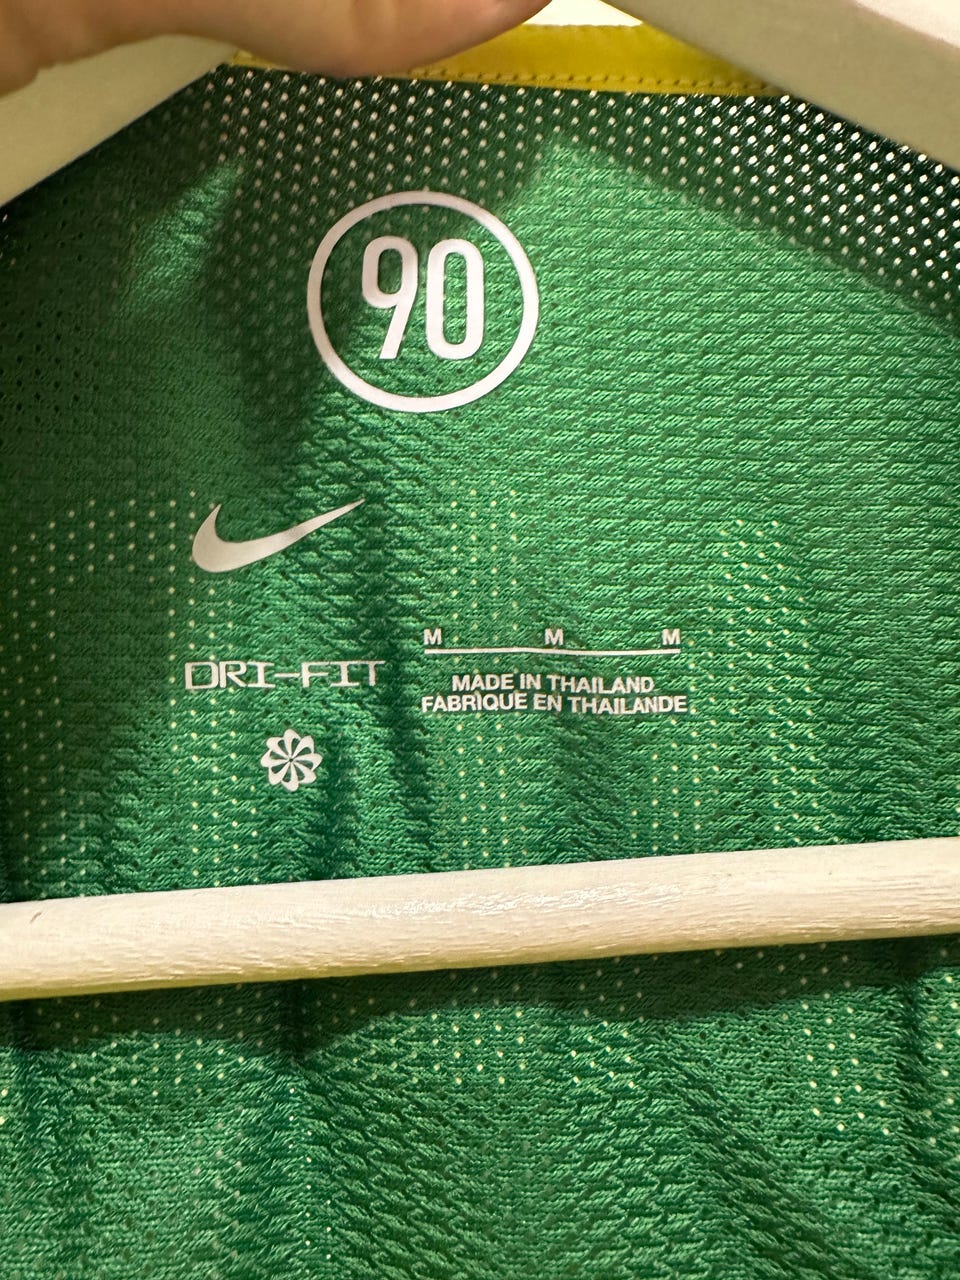 90
DRI-FIT
M M M
MADE IN THAILAND
FABRIQUE EN THAILANDE